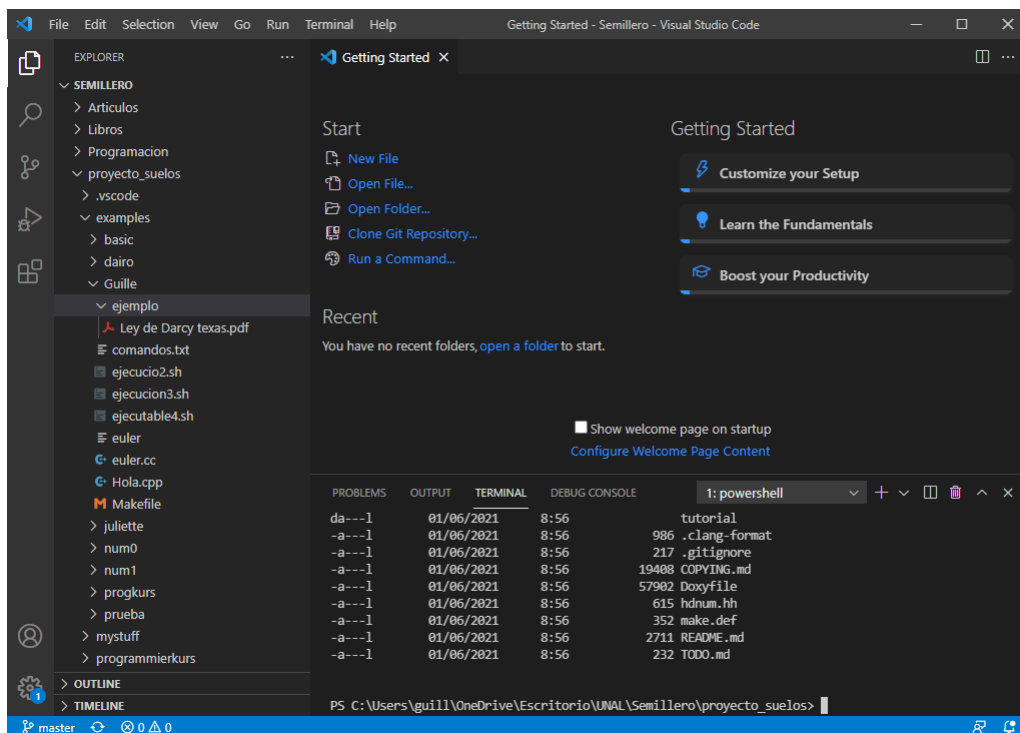 File Edit Selection View Go Run Terminal Help Getting Started - Semillero - Visual Studio Code
EXPLORER
SEMILLERO
Articulos
Libros
Programacion
proyecto_suelos
.vscode
examples
basic
dairo
Guille
ejemplo
Ley de Darcy texas.pdf
comandos.txt
ejecucio2.sh
ejecucion3.sh
ejecutable4.sh
euler
euler.cc
Hola.cpp
Makefile
juliette
num0
num1
progkurs
prueba
mystuff
programmierkurs
OUTLINE
TIMELINE
Getting Started
Start
New File
Open File...
Open Folder...
Clone Git Repository...
Run a Command...
Recent
You have no recent folders, open a folder to start.
Getting Started
Customize your Setup
Learn the Fundamentals
Boost your Productivity
Show welcome page on startup
Configure Welcome Page Content
PROBLEMS OUTPUT TERMINAL DEBUG CONSOLE 1: powershell
da---l 01/06/2021 8:56 tutorial
-a---l 01/06/2021 8:56 986 .clang-format
-a---l 01/06/2021 8:56 217 .gitignore
-a---l 01/06/2021 8:56 19408 COPYING.md
-a---l 01/06/2021 8:56 57902 Doxyfile
-a---l 01/06/2021 8:56 615 hdnum.hh
-a---l 01/06/2021 8:56 352 make.def
-a---l 01/06/2021 8:56 2711 README.md
-a---l 01/06/2021 8:56 232 TODO.md
PS C:\Users\guill\OneDrive\Escritorio\UNAL\Semillero\proyecto_suelos>
1
master 0 0